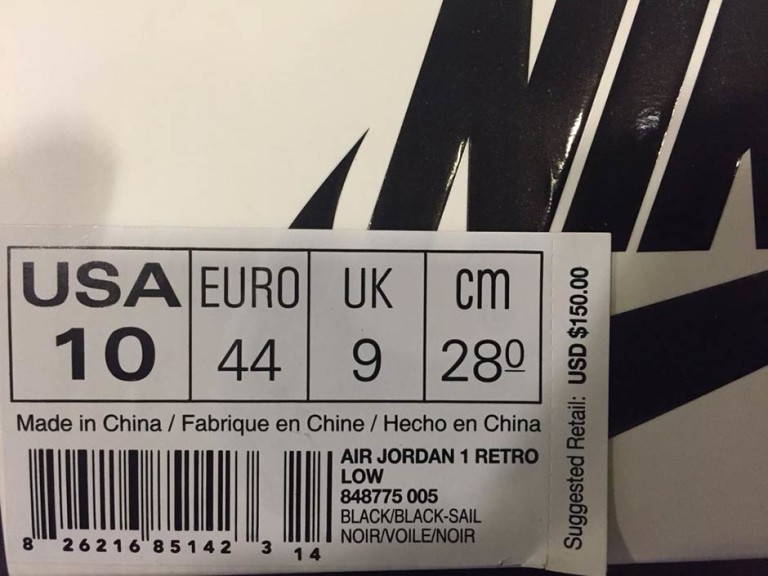 NIK
USA EURO UK cm
10 44 9 28⁰
Made in China / Fabrique en Chine / Hecho en China
AIR JORDAN 1 RETRO
LOW
848775 005
BLACK/BLACK-SAIL
NOIR/VOILE/NOIR
8 26216 85142 3 14
Suggested Retail: USD $150.00